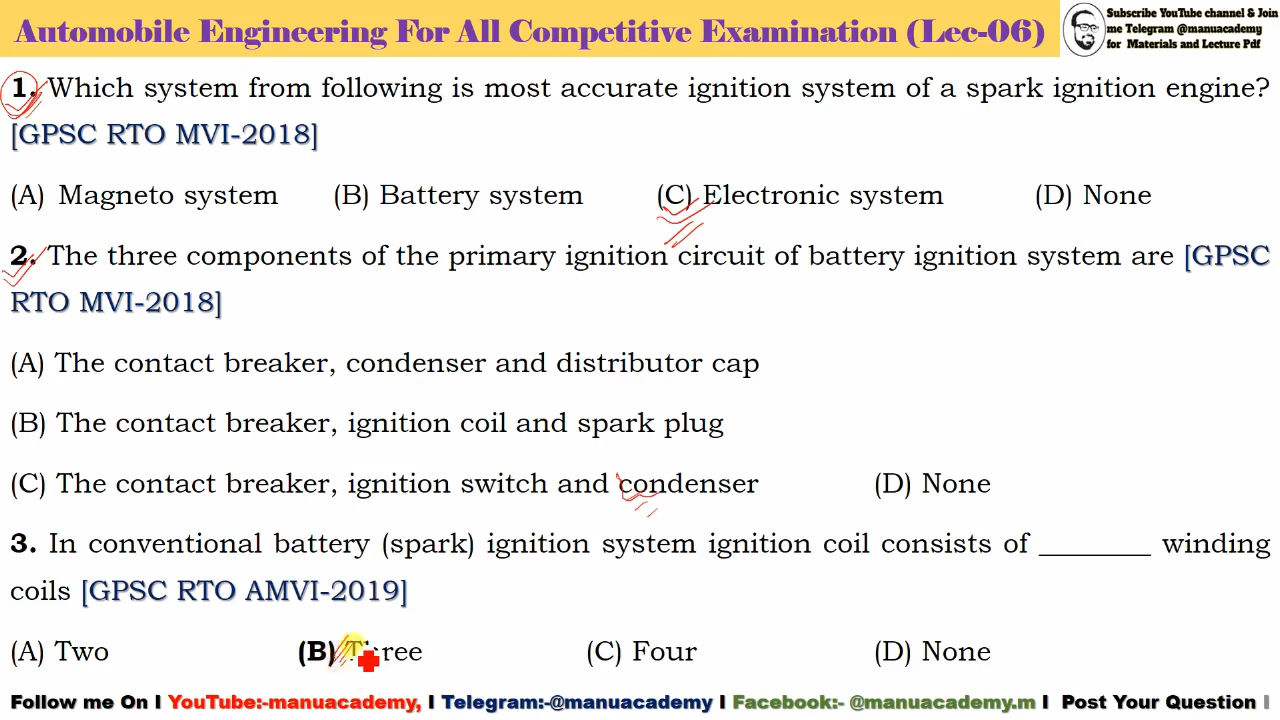 Automobile Engineering For All Competitive Examination (Lec-06)
Subscribe YouTube channel & Join
me Telegram @manuacademy
for Materials and Lecture Pdf
1. Which system from following is most accurate ignition system of a spark ignition engine?
[GPSC RTO MVI-2018]
(A) Magneto system (B) Battery system (C) Electronic system (D) None
2. The three components of the primary ignition circuit of battery ignition system are [GPSC
RTO MVI-2018]
(A) The contact breaker, condenser and distributor cap
(B) The contact breaker, ignition coil and spark plug
(C) The contact breaker, ignition switch and condenser (D) None
3. In conventional battery (spark) ignition system ignition coil consists of ________ winding
coils [GPSC RTO AMVI-2019]
(A) Two (B) Three (C) Four (D) None
Follow me On I YouTube:-manuacademy, I Telegram:-@manuacademy I Facebook:- @manuacademy.m I Post Your Question I